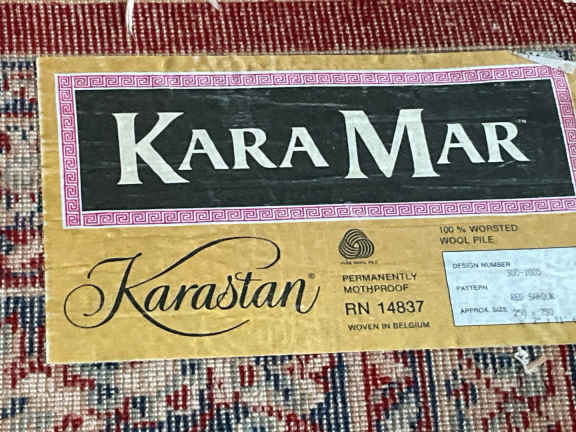 KARA MAR™
Karastan®
PURE WOOL PILE
PERMANENTLY
MOTHPROOF
RN 14837
WOVEN IN BELGIUM
100 % WORSTED
WOOL PILE
DESIGN NUMBER
PATTERN RED SAROUK
APPROX. SIZE